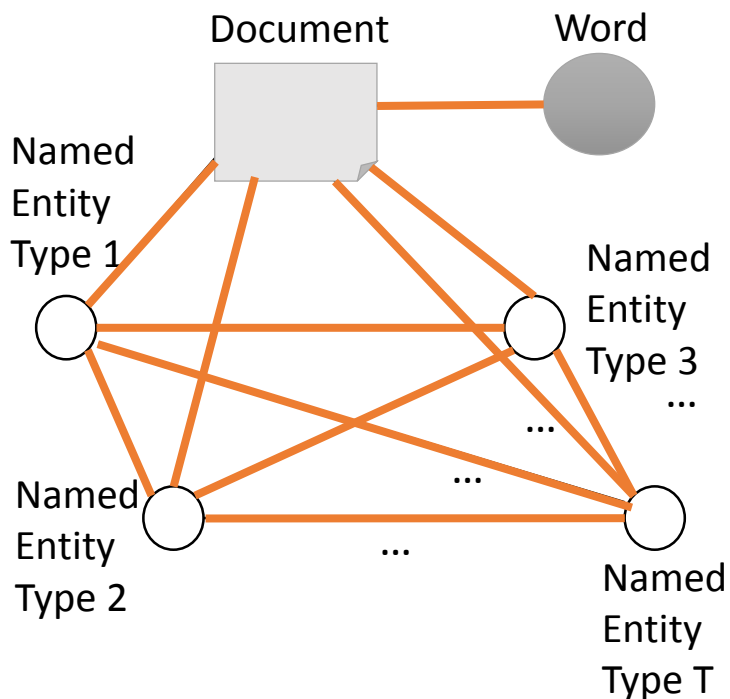 Document
Word
Named
Entity
Type 1
Named
Entity
Type 3
...
...
...
Named
Entity
Type 2
...
Named
Entity
Type T